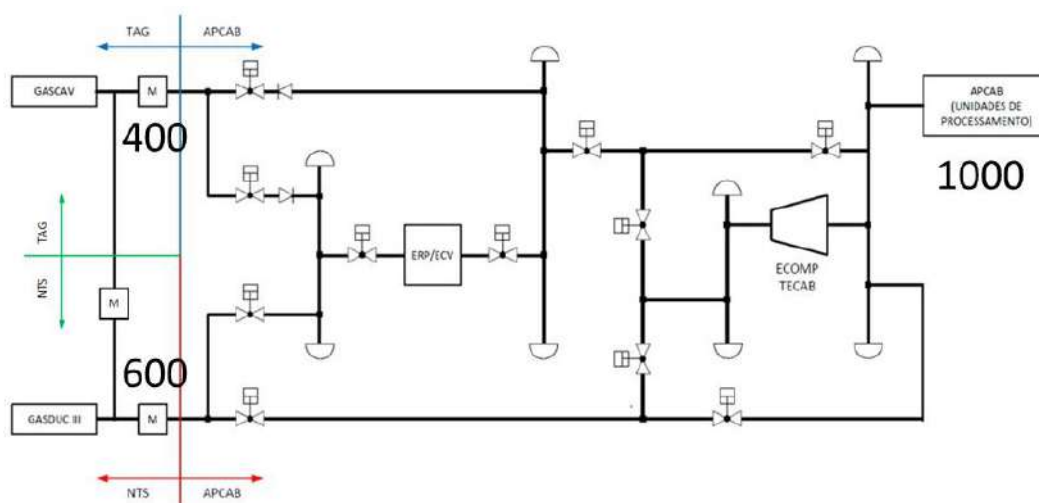 TAG APCAB
GASCAV
M
400
APCAB
(UNIDADES DE
PROCESSAMENTO)
1000
TAG
NTS
ERP/ECV
ECOMP
TECAB
M
600
GASDUC III
M
NTS APCAB